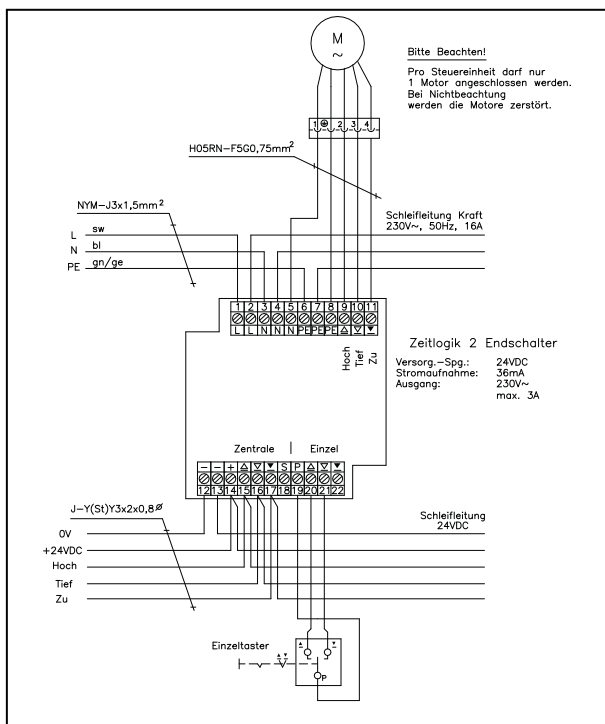 M
~
Bitte Beachten!
Pro Steuereinheit darf nur
1 Motor angeschlossen werden.
Bei Nichtbeachtung
werden die Motore zerstört.
1 2 3 4
H05RN-F5G0,75mm²
NYM-J3x1,5mm²
Schleifleitung Kraft
230V~, 50Hz, 16A
L sw
N bl
PE gn/ge
1 2 3 4 5 6 7 8 9 10 11
L L N N N PE PE PE
Hoch
Tief
Zu
Zeitlogik 2 Endschalter
Versorg.-Spg.: 24VDC
Stromaufnahme: 36mA
Ausgang: 230V~
max. 3A
Zentrale | Einzel
− − + S P
12 13 14 15 16 17 18 19 20 21 22
J-Y(St)Y3x2x0,8Ø
Schleifleitung
24VDC
0V
+24VDC
Hoch
Tief
Zu
Einzeltaster
P